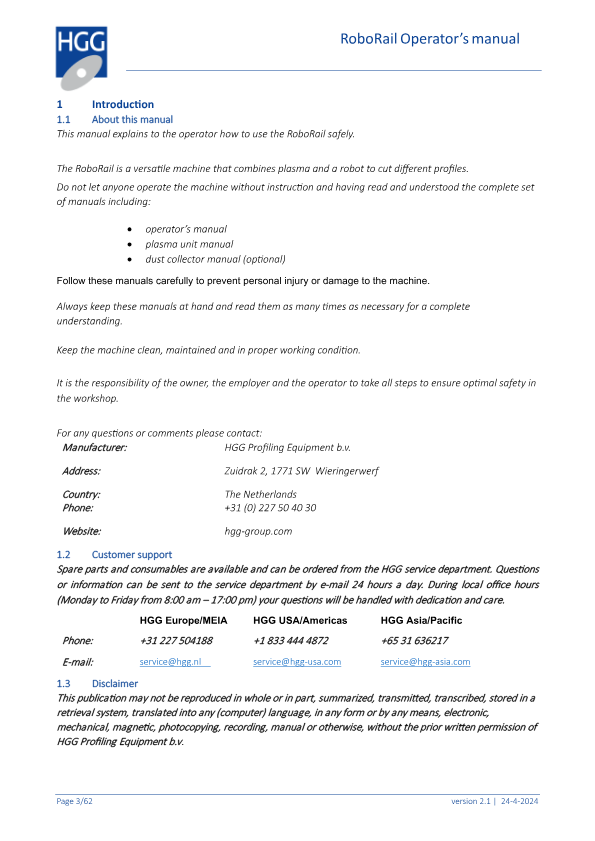 HGG
RoboRail Operator's manual
1 Introduction
1.1 About this manual
This manual explains to the operator how to use the RoboRail safely.
The RoboRail is a versatile machine that combines plasma and a robot to cut different profiles.
Do not let anyone operate the machine without instruction and having read and understood the complete set
of manuals including:
• operator's manual
• plasma unit manual
• dust collector manual (optional)
Follow these manuals carefully to prevent personal injury or damage to the machine.
Always keep these manuals at hand and read them as many times as necessary for a complete
understanding.
Keep the machine clean, maintained and in proper working condition.
It is the responsibility of the owner, the employer and the operator to take all steps to ensure optimal safety in
the workshop.
For any questions or comments please contact:
Manufacturer: HGG Profiling Equipment b.v.
Address: Zuidrak 2, 1771 SW Wieringerwerf
Country: The Netherlands
Phone: +31 (0) 227 50 40 30
Website: hgg-group.com
1.2 Customer support
Spare parts and consumables are available and can be ordered from the HGG service department. Questions
or information can be sent to the service department by e-mail 24 hours a day. During local office hours
(Monday to Friday from 8:00 am – 17:00 pm) your questions will be handled with dedication and care.
HGG Europe/MEIA HGG USA/Americas HGG Asia/Pacific
Phone: +31 227 504188 +1 833 444 4872 +65 31 636217
E-mail: service@hgg.nl service@hgg-usa.com service@hgg-asia.com
1.3 Disclaimer
This publication may not be reproduced in whole or in part, summarized, transmitted, transcribed, stored in a
retrieval system, translated into any (computer) language, in any form or by any means, electronic,
mechanical, magnetic, photocopying, recording, manual or otherwise, without the prior written permission of
HGG Profiling Equipment b.v.
Page 3/62 version 2.1 | 24-4-2024